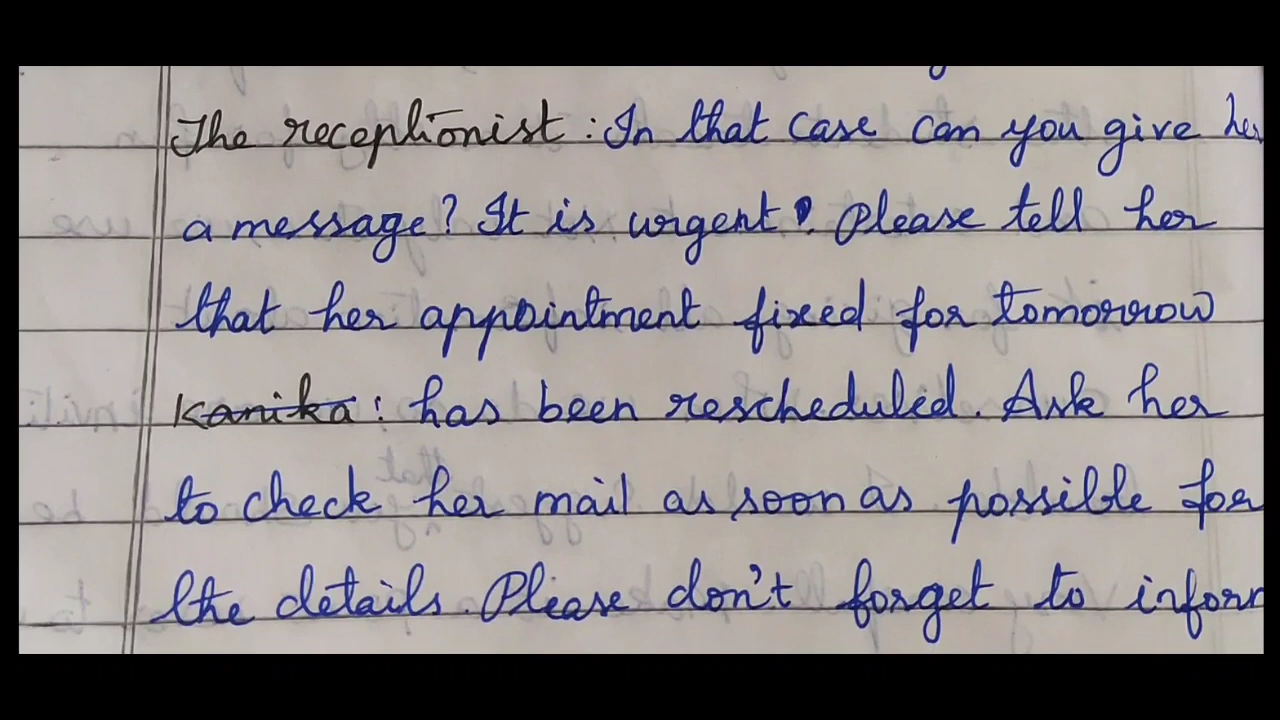 The receptionist : In that case can you give her
a message? It is urgent. Please tell her
that her appointment fixed for tomorrow
Kanika : has been rescheduled. Ask her
to check her mail as soon as possible for
the details. Please don't forget to inform